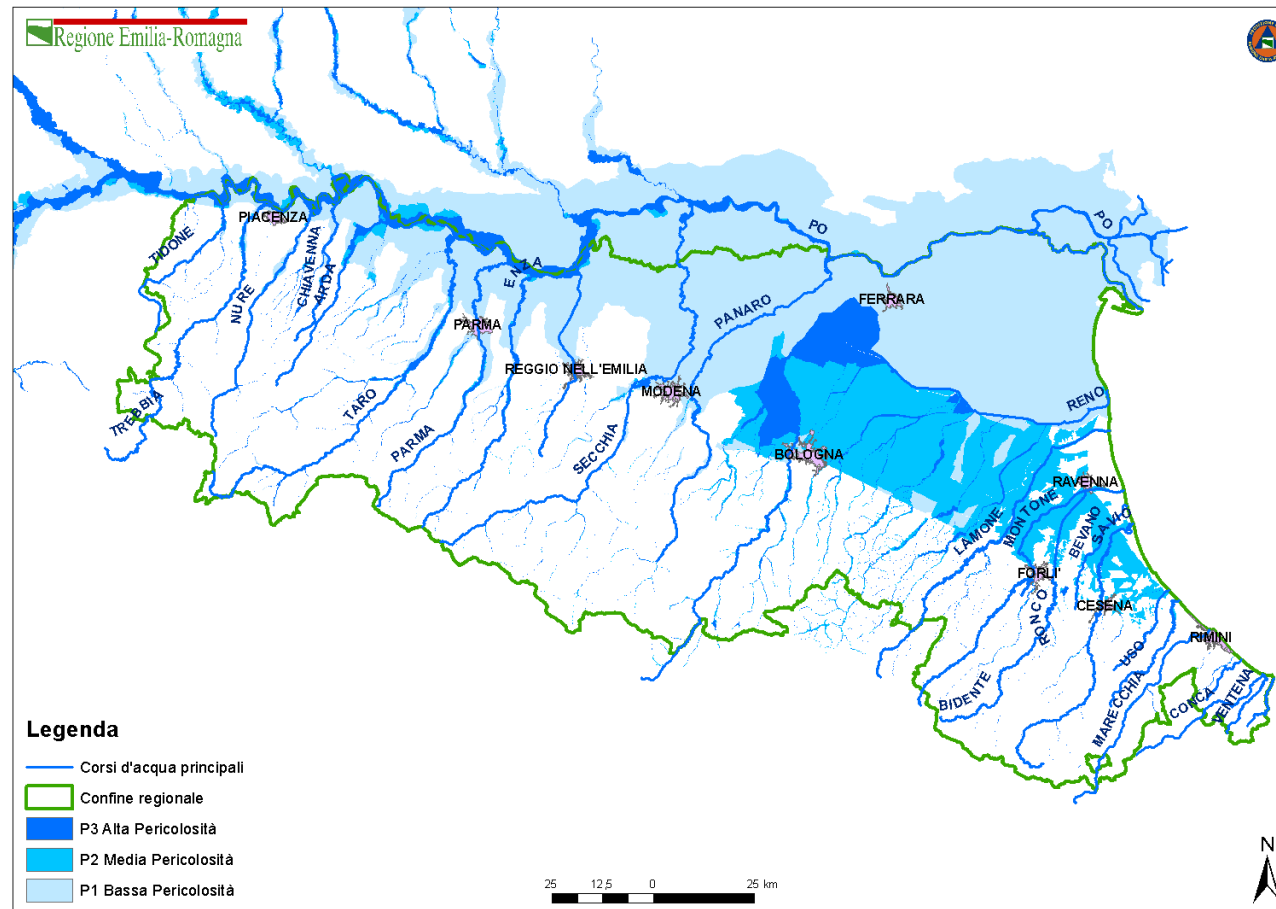 Regione Emilia-Romagna
PIACENZA
TIDONE
NURE
CHIAVENNA
ARDA
TREBBIA
TARO
PARMA
PARMA
ENZA
REGGIO NELL'EMILIA
SECCHIA
MODENA
PANARO
PO
PO
FERRARA
BOLOGNA
RENO
RAVENNA
LAMONE
MONTONE
BEVANO
SAVIO
FORLI'
RONCO
CESENA
BIDENTE
USO
RIMINI
MARECCHIA
CONCA
VENTENA
Legenda
Corsi d'acqua principali
Confine regionale
P3 Alta Pericolosità
P2 Media Pericolosità
P1 Bassa Pericolosità
25 12,5 0 25 km
N